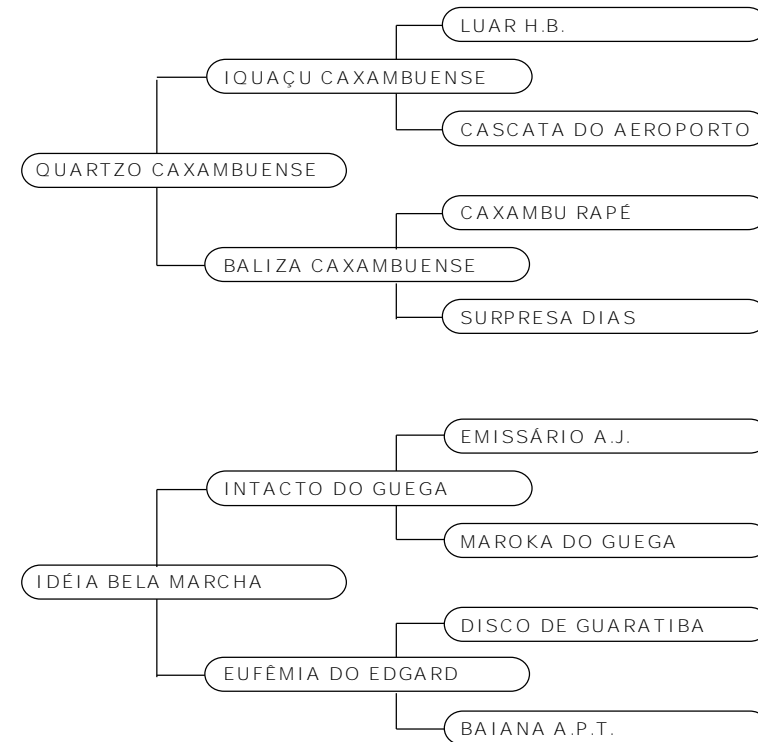 LUAR H.B.
IQUAÇU CAXAMBUENSE
CASCATA DO AEROPORTO
QUARTZO CAXAMBUENSE
CAXAMBU RAPÉ
BALIZA CAXAMBUENSE
SURPRESA DIAS
EMISSÁRIO A.J.
INTACTO DO GUEGA
MAROKA DO GUEGA
IDÉIA BELA MARCHA
DISCO DE GUARATIBA
EUFÊMIA DO EDGARD
BAIANA A.P.T.